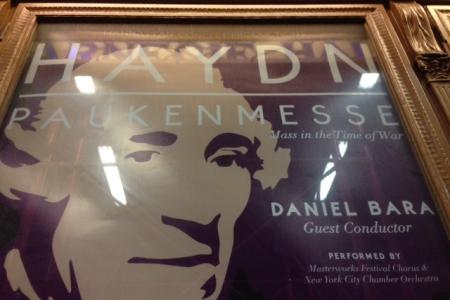 HAYDN
PAUKENMESSE
Mass in the Time of War
DANIEL BARA
Guest Conductor
PERFORMED BY
Masterworks Festival Chorus &
New York City Chamber Orchestra